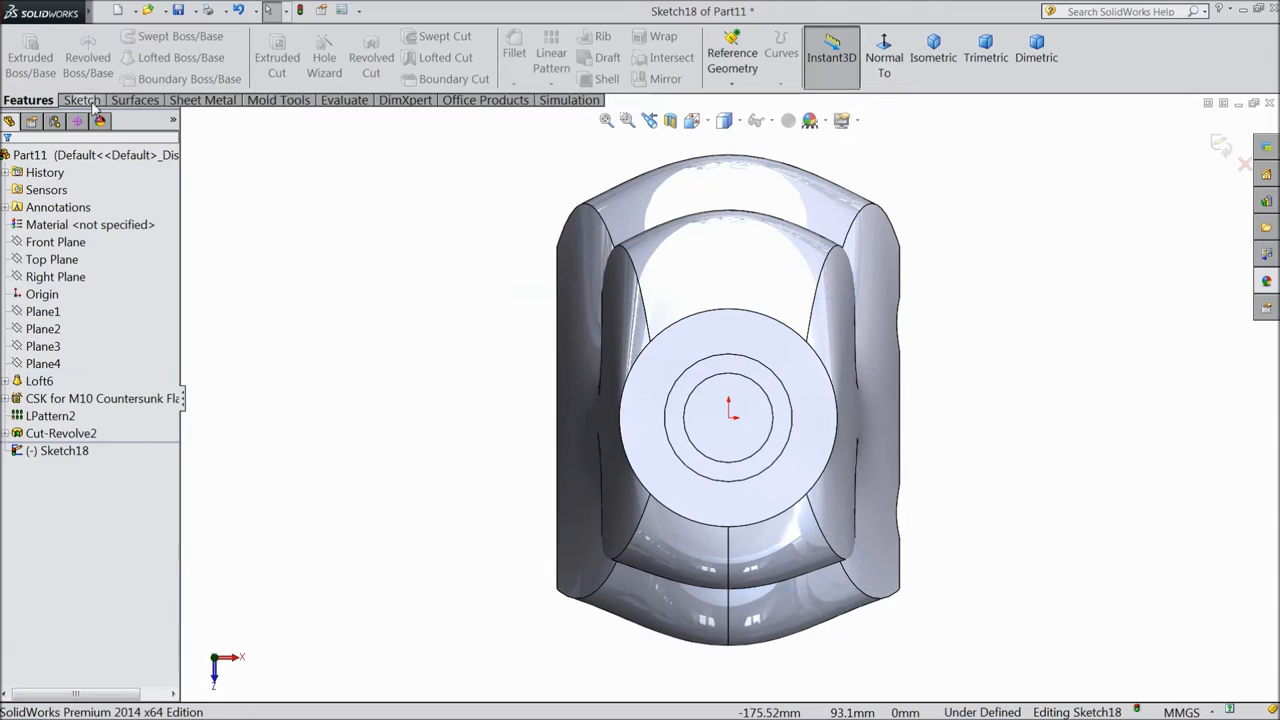 SOLIDWORKS
Sketch18 of Part11 *
Search SolidWorks Help
Extruded Boss/Base
Revolved Boss/Base
Swept Boss/Base
Lofted Boss/Base
Boundary Boss/Base
Extruded Cut
Hole Wizard
Revolved Cut
Swept Cut
Lofted Cut
Boundary Cut
Fillet
Linear Pattern
Rib
Draft
Shell
Wrap
Intersect
Mirror
Reference Geometry
Curves
Instant3D
Normal To
Isometric
Trimetric
Dimetric
Features Sketch Surfaces Sheet Metal Mold Tools Evaluate DimXpert Office Products Simulation
Part11 (Default<<Default>_Dis
History
Sensors
Annotations
Material <not specified>
Front Plane
Top Plane
Right Plane
Origin
Plane1
Plane2
Plane3
Plane4
Loft6
CSK for M10 Countersunk Fla
LPattern2
Cut-Revolve2
(-) Sketch18
X
Z
SolidWorks Premium 2014 x64 Edition
-175.52mm 93.1mm 0mm Under Defined Editing Sketch18 MMGS